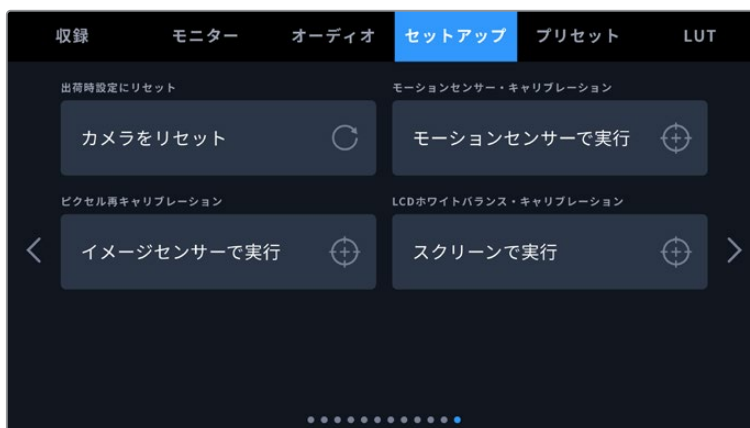 収録 モニター オーディオ セットアップ プリセット LUT
出荷時設定にリセット モーションセンサー・キャリブレーション
カメラをリセット モーションセンサーで実行
ピクセル再キャリブレーション LCDホワイトバランス・キャリブレーション
イメージセンサーで実行 スクリーンで実行